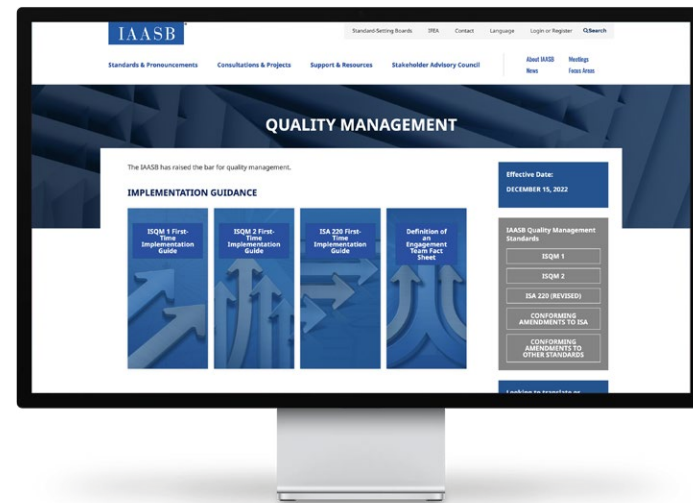 IAASB
Standard-Setting Boards IFEA Contact Language Login or Register Search
Standards & Pronouncements Consultations & Projects Support & Resources Stakeholder Advisory Council
About IAASB Meetings
News Focus Areas
QUALITY MANAGEMENT
The IAASB has raised the bar for quality management.
IMPLEMENTATION GUIDANCE
ISQM 1 First-
Time
Implementation
Guide
ISQM 2 First-
Time
Implementation
Guide
ISA 220 First-
Time
Implementation
Guide
Definition of
an
Engagement
Team Fact
Sheet
Effective Date:
DECEMBER 15, 2022
IAASB Quality Management
Standards
ISQM 1
ISQM 2
ISA 220 (REVISED)
CONFORMING
AMENDMENTS TO ISA
CONFORMING
AMENDMENTS TO
OTHER STANDARDS
Looking to translate or